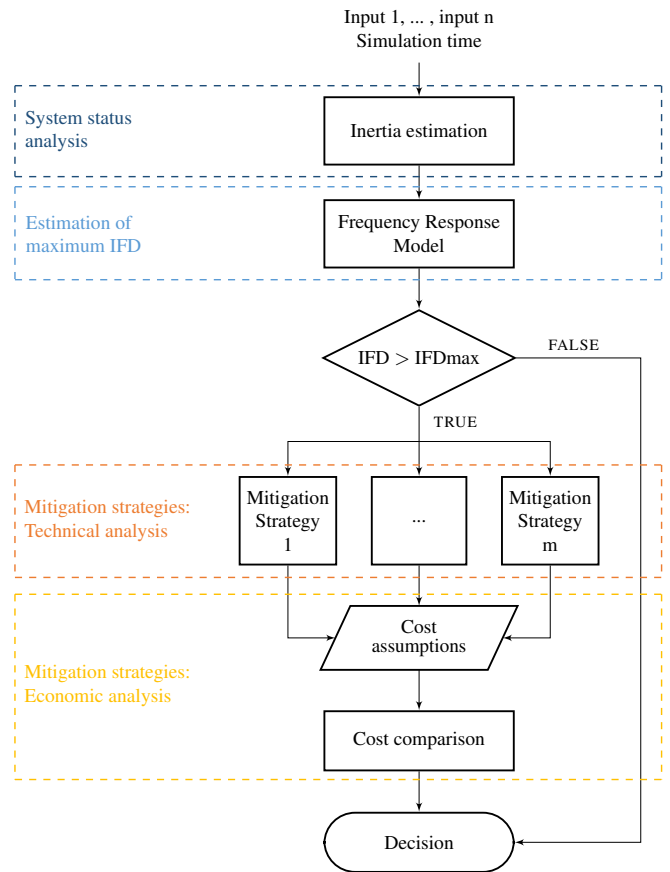 Input 1, ... , input n
Simulation time
System status
analysis
Inertia estimation
Estimation of
maximum IFD
Frequency Response
Model
IFD > IFDmax
FALSE
TRUE
Mitigation strategies:
Technical analysis
Mitigation
Strategy
1
...
Mitigation
Strategy
m
Mitigation strategies:
Economic analysis
Cost
assumptions
Cost comparison
Decision